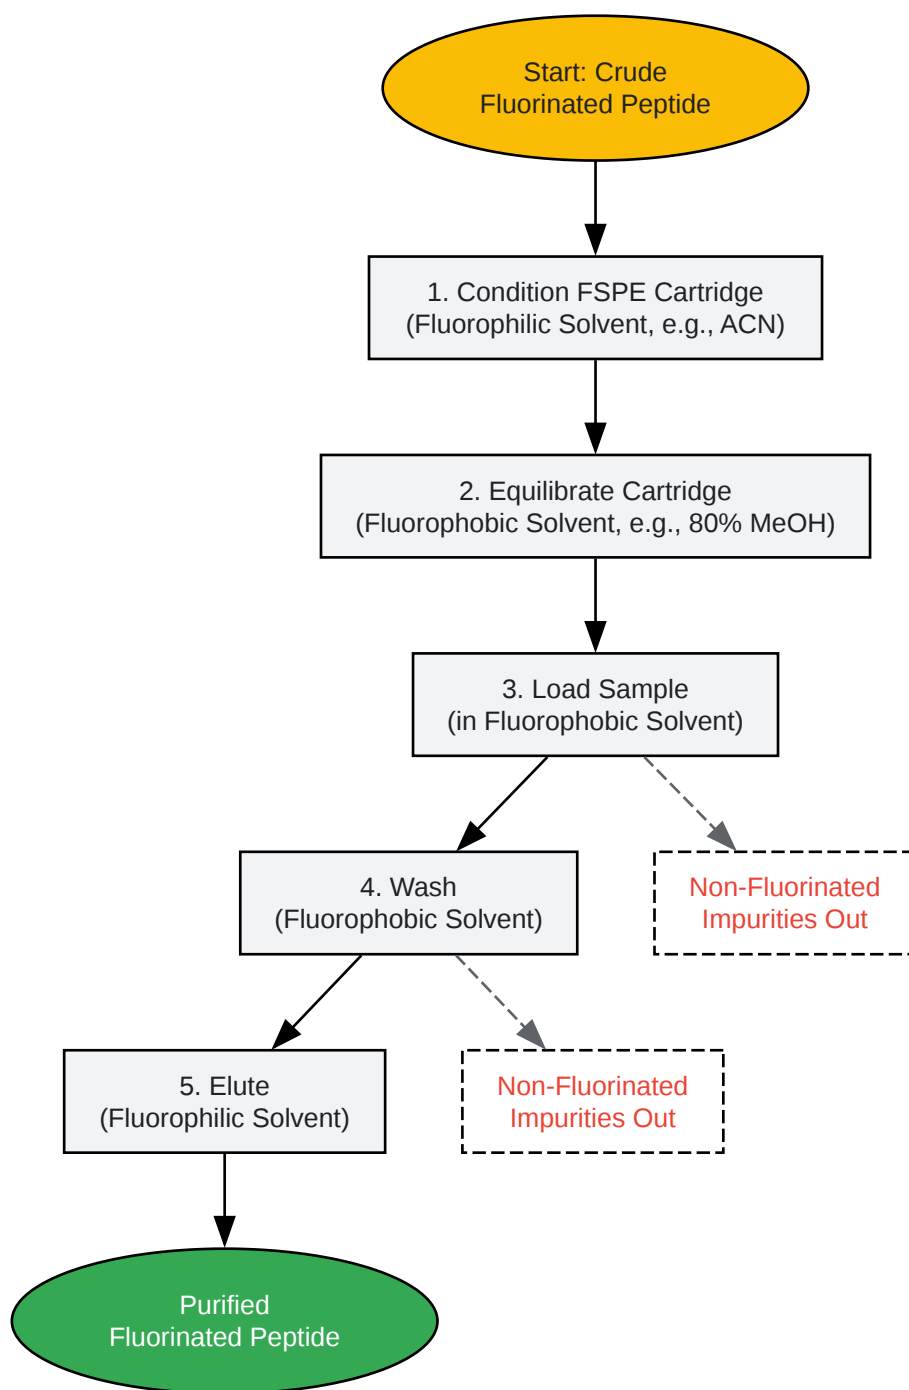 Start: Crude
Fluorinated Peptide
1. Condition FSPE Cartridge
(Fluorophilic Solvent, e.g., ACN)
2. Equilibrate Cartridge
(Fluorophobic Solvent, e.g., 80% MeOH)
3. Load Sample
(in Fluorophobic Solvent)
4. Wash
(Fluorophobic Solvent)
Non-Fluorinated
Impurities Out
5. Elute
(Fluorophilic Solvent)
Non-Fluorinated
Impurities Out
Purified
Fluorinated Peptide